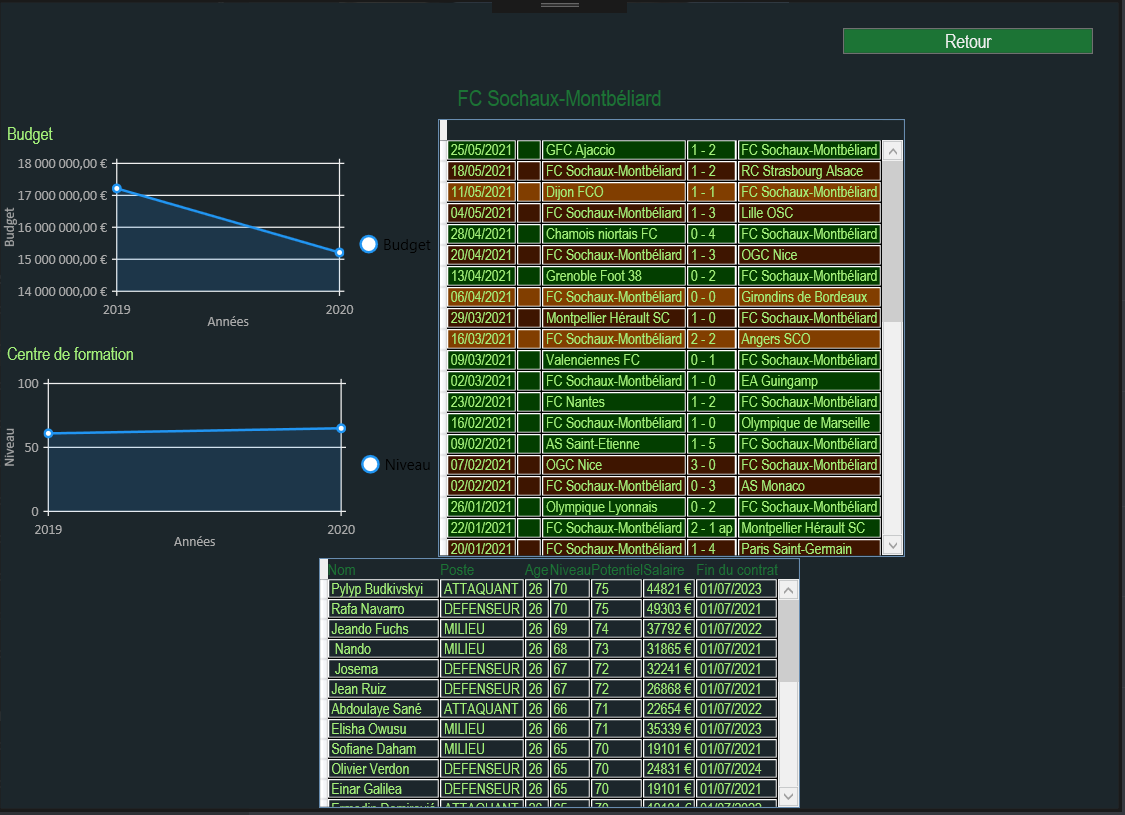 Retour
FC Sochaux-Montbéliard
Budget
18 000 000,00 €
17 000 000,00 €
16 000 000,00 €
15 000 000,00 €
14 000 000,00 €
Budget
2019 2020
Années
Budget
Centre de formation
100
50
0
Niveau
2019 2020
Années
Niveau
25/05/2021 GFC Ajaccio 1 - 2 FC Sochaux-Montbéliard
18/05/2021 FC Sochaux-Montbéliard 1 - 2 RC Strasbourg Alsace
11/05/2021 Dijon FCO 1 - 1 FC Sochaux-Montbéliard
04/05/2021 FC Sochaux-Montbéliard 1 - 3 Lille OSC
28/04/2021 Chamois niortais FC 0 - 4 FC Sochaux-Montbéliard
20/04/2021 FC Sochaux-Montbéliard 1 - 3 OGC Nice
13/04/2021 Grenoble Foot 38 0 - 2 FC Sochaux-Montbéliard
06/04/2021 FC Sochaux-Montbéliard 0 - 0 Girondins de Bordeaux
29/03/2021 Montpellier Hérault SC 1 - 0 FC Sochaux-Montbéliard
16/03/2021 FC Sochaux-Montbéliard 2 - 2 Angers SCO
09/03/2021 Valenciennes FC 0 - 1 FC Sochaux-Montbéliard
02/03/2021 FC Sochaux-Montbéliard 1 - 0 EA Guingamp
23/02/2021 FC Nantes 1 - 2 FC Sochaux-Montbéliard
16/02/2021 FC Sochaux-Montbéliard 1 - 0 Olympique de Marseille
09/02/2021 AS Saint-Etienne 1 - 5 FC Sochaux-Montbéliard
07/02/2021 OGC Nice 3 - 0 FC Sochaux-Montbéliard
02/02/2021 FC Sochaux-Montbéliard 0 - 3 AS Monaco
26/01/2021 Olympique Lyonnais 0 - 2 FC Sochaux-Montbéliard
22/01/2021 FC Sochaux-Montbéliard 2 - 1 ap Montpellier Hérault SC
20/01/2021 FC Sochaux-Montbéliard 1 - 4 Paris Saint-Germain
Nom Poste Age Niveau Potentiel Salaire Fin du contrat
Pylyp Budkivskyi ATTAQUANT 26 70 75 44821 € 01/07/2023
Rafa Navarro DEFENSEUR 26 70 75 49303 € 01/07/2021
Jeando Fuchs MILIEU 26 69 74 37792 € 01/07/2022
Nando MILIEU 26 68 73 31865 € 01/07/2021
Josema DEFENSEUR 26 67 72 32241 € 01/07/2021
Jean Ruiz DEFENSEUR 26 67 72 26868 € 01/07/2021
Abdoulaye Sané ATTAQUANT 26 66 71 22654 € 01/07/2022
Elisha Owusu MILIEU 26 66 71 35339 € 01/07/2023
Sofiane Daham MILIEU 26 65 70 19101 € 01/07/2021
Olivier Verdon DEFENSEUR 26 65 70 24831 € 01/07/2024
Einar Galilea DEFENSEUR 26 65 70 19101 € 01/07/2021
ATTAQUANT 26 65 70